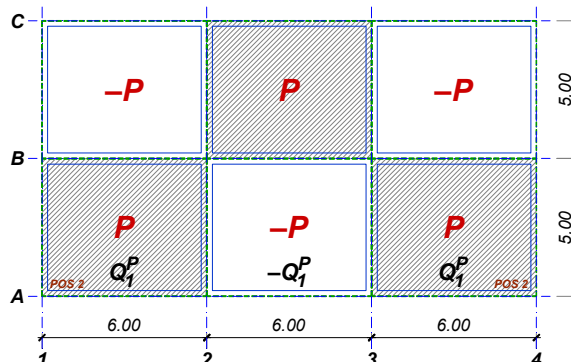 C
–P P –P
5.00
B
P –P P
5.00
Q₁ᴾ –Q₁ᴾ Q₁ᴾ
POS 2 POS 2
A
6.00 6.00 6.00
1 2 3 4